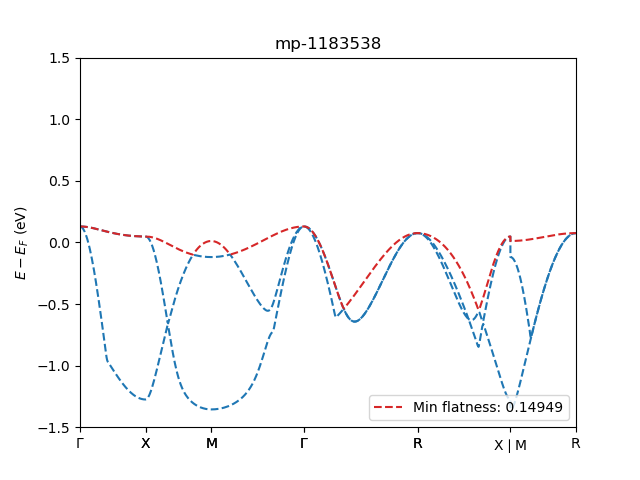 mp-1183538
E − E_F (eV)
1.5
1.0
0.5
0.0
−0.5
−1.0
−1.5
Min flatness: 0.14949
Γ X M Γ R X | M R